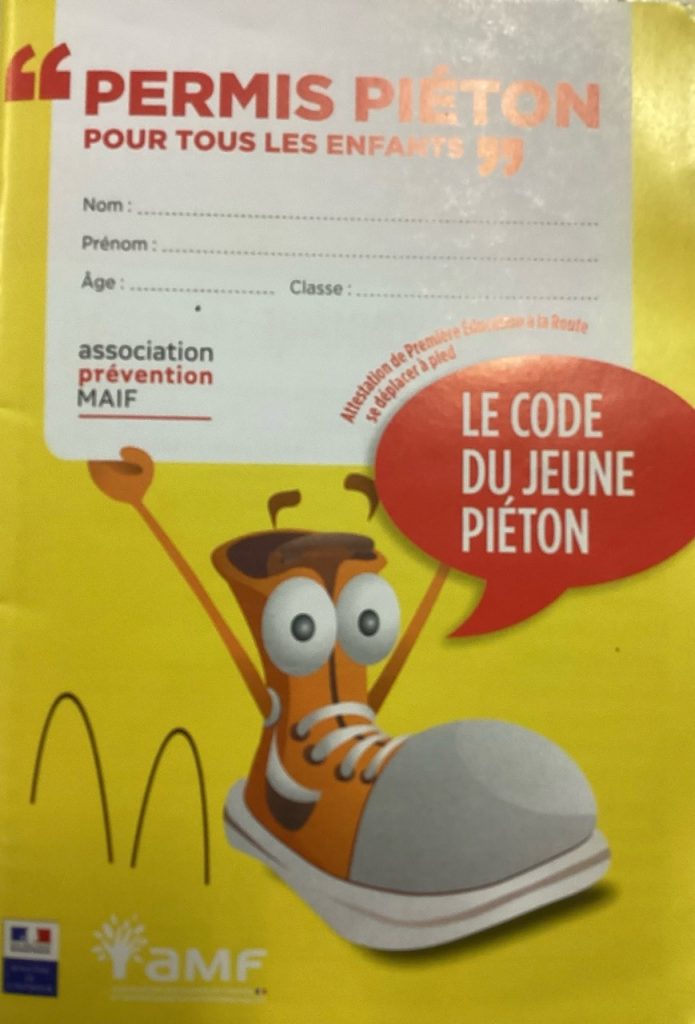 “ PERMIS PIÉTON
POUR TOUS LES ENFANTS ”
Nom :
Prénom :
Âge : Classe :
association
prévention
MAIF
Attestation de Première Éducation à la Route
se déplacer à pied
LE CODE
DU JEUNE
PIÉTON
AMF